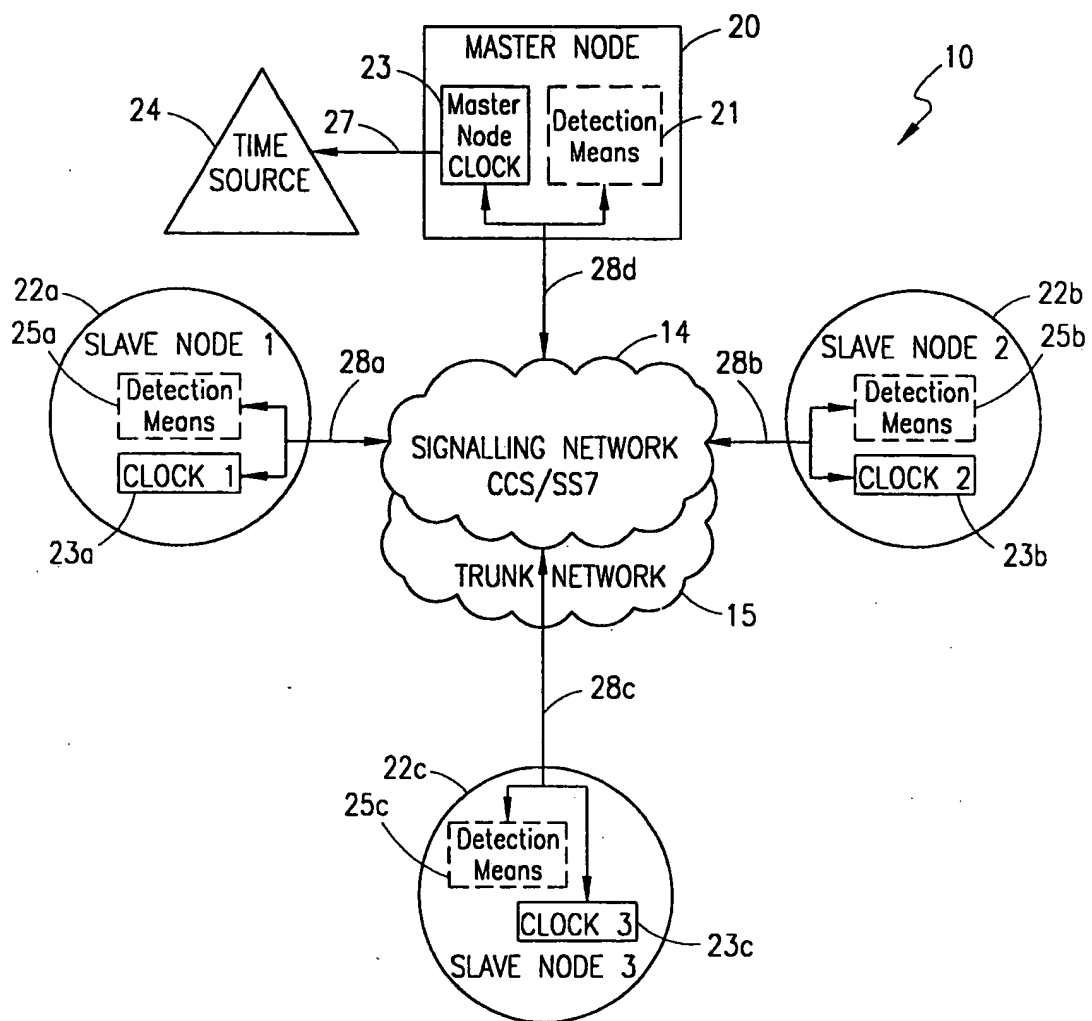 20
MASTER NODE
10
23
24
27
Master
Node
CLOCK
Detection
Means
21
TIME
SOURCE
28d
22a
22b
14
25a
SLAVE NODE 1
SLAVE NODE 2
25b
28a
28b
Detection
Means
Detection
Means
SIGNALLING NETWORK
CCS/SS7
CLOCK 1
CLOCK 2
23a
23b
TRUNK NETWORK
15
28c
22c
25c
Detection
Means
CLOCK 3
23c
SLAVE NODE 3